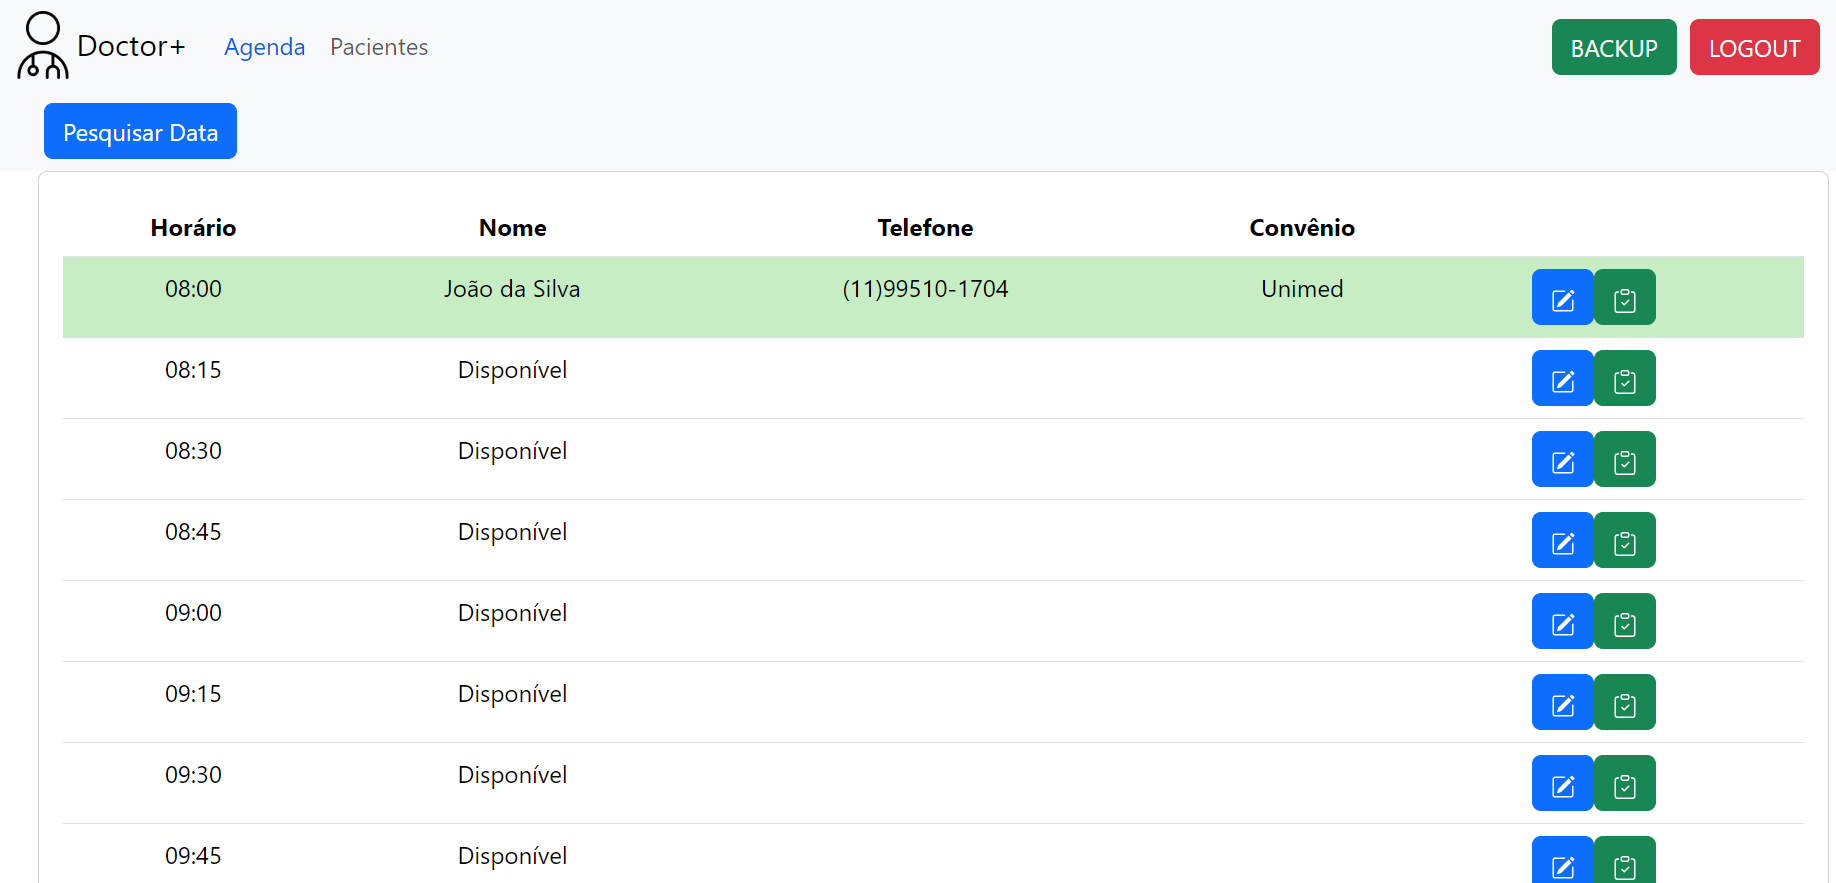 Doctor+ Agenda Pacientes BACKUP LOGOUT
Pesquisar Data
Horário Nome Telefone Convênio
08:00 João da Silva (11)99510-1704 Unimed
08:15 Disponível
08:30 Disponível
08:45 Disponível
09:00 Disponível
09:15 Disponível
09:30 Disponível
09:45 Disponível